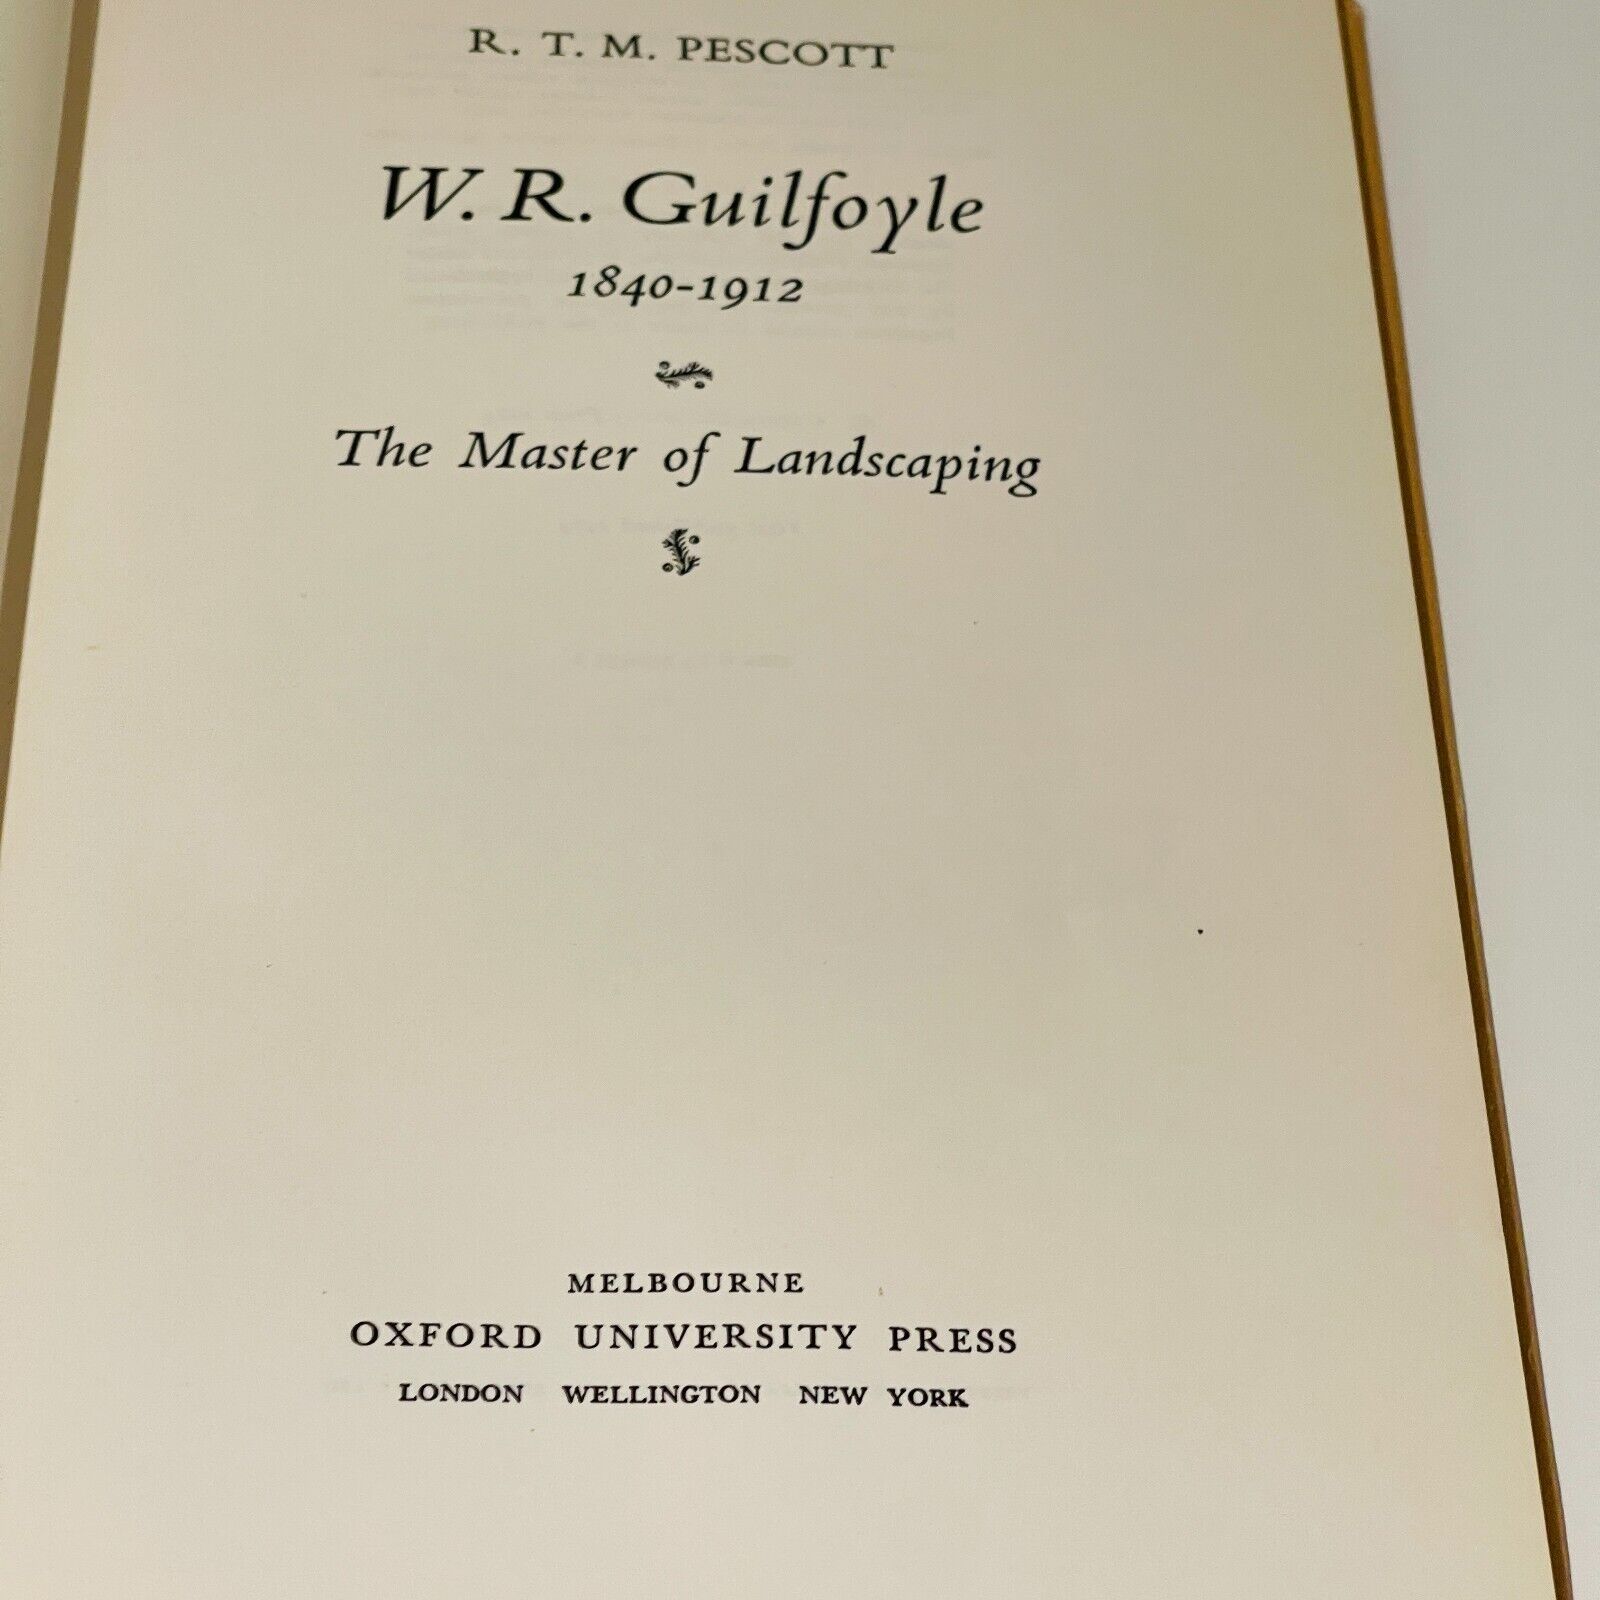 R. T. M. PESCOTT
W. R. Guilfoyle
1840-1912
The Master of Landscaping
MELBOURNE
OXFORD UNIVERSITY PRESS
LONDON WELLINGTON NEW YORK